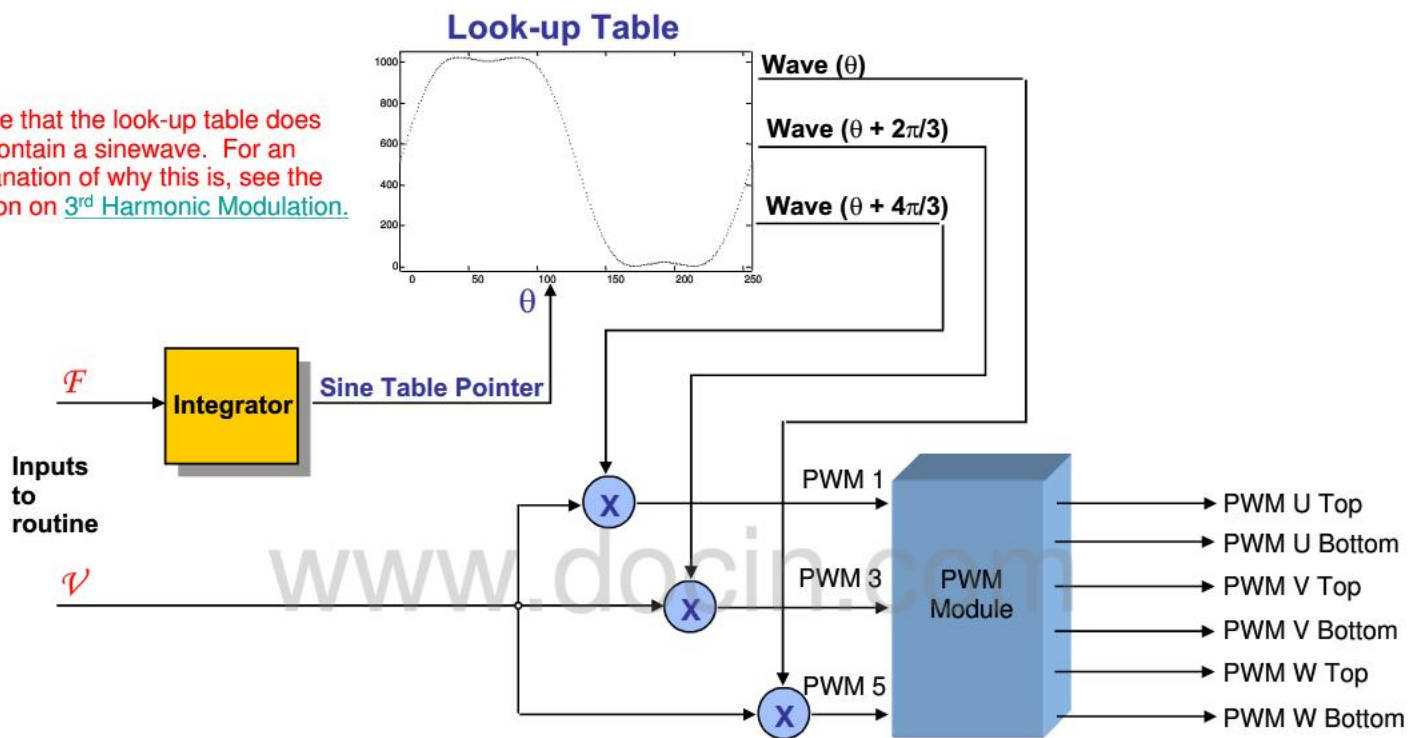 Look-up Table
1000
800
600
400
200
0
0 50 100 150 200 250
θ
Wave (θ)
Wave (θ + 2π/3)
Wave (θ + 4π/3)
e that the look-up table does
ontain a sinewave. For an
anation of why this is, see the
on on 3rd Harmonic Modulation.
F
Integrator
Sine Table Pointer
Inputs
to
routine
V
X
X
X
PWM 1
PWM 3
PWM 5
PWM
Module
PWM U Top
PWM U Bottom
PWM V Top
PWM V Bottom
PWM W Top
PWM W Bottom
www.docin.com